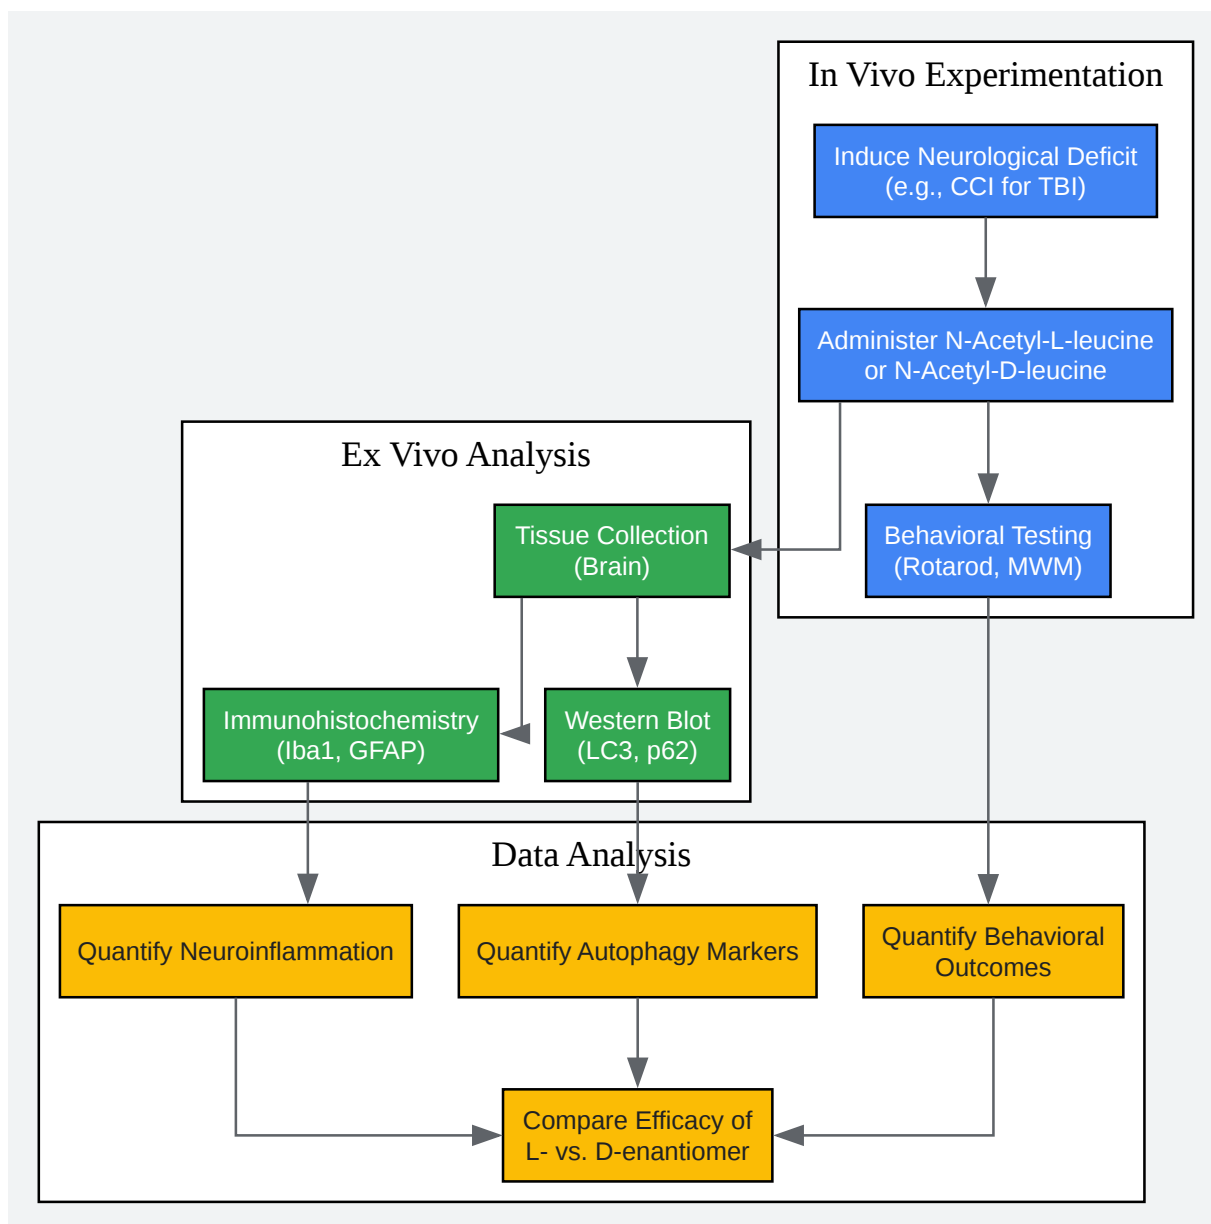 In Vivo Experimentation
Induce Neurological Deficit
(e.g., CCI for TBI)
Administer N-Acetyl-L-leucine
or N-Acetyl-D-leucine
Behavioral Testing
(Rotarod, MWM)
Ex Vivo Analysis
Tissue Collection
(Brain)
Immunohistochemistry
(Iba1, GFAP)
Western Blot
(LC3, p62)
Data Analysis
Quantify Neuroinflammation
Quantify Autophagy Markers
Quantify Behavioral
Outcomes
Compare Efficacy of
L- vs. D-enantiomer